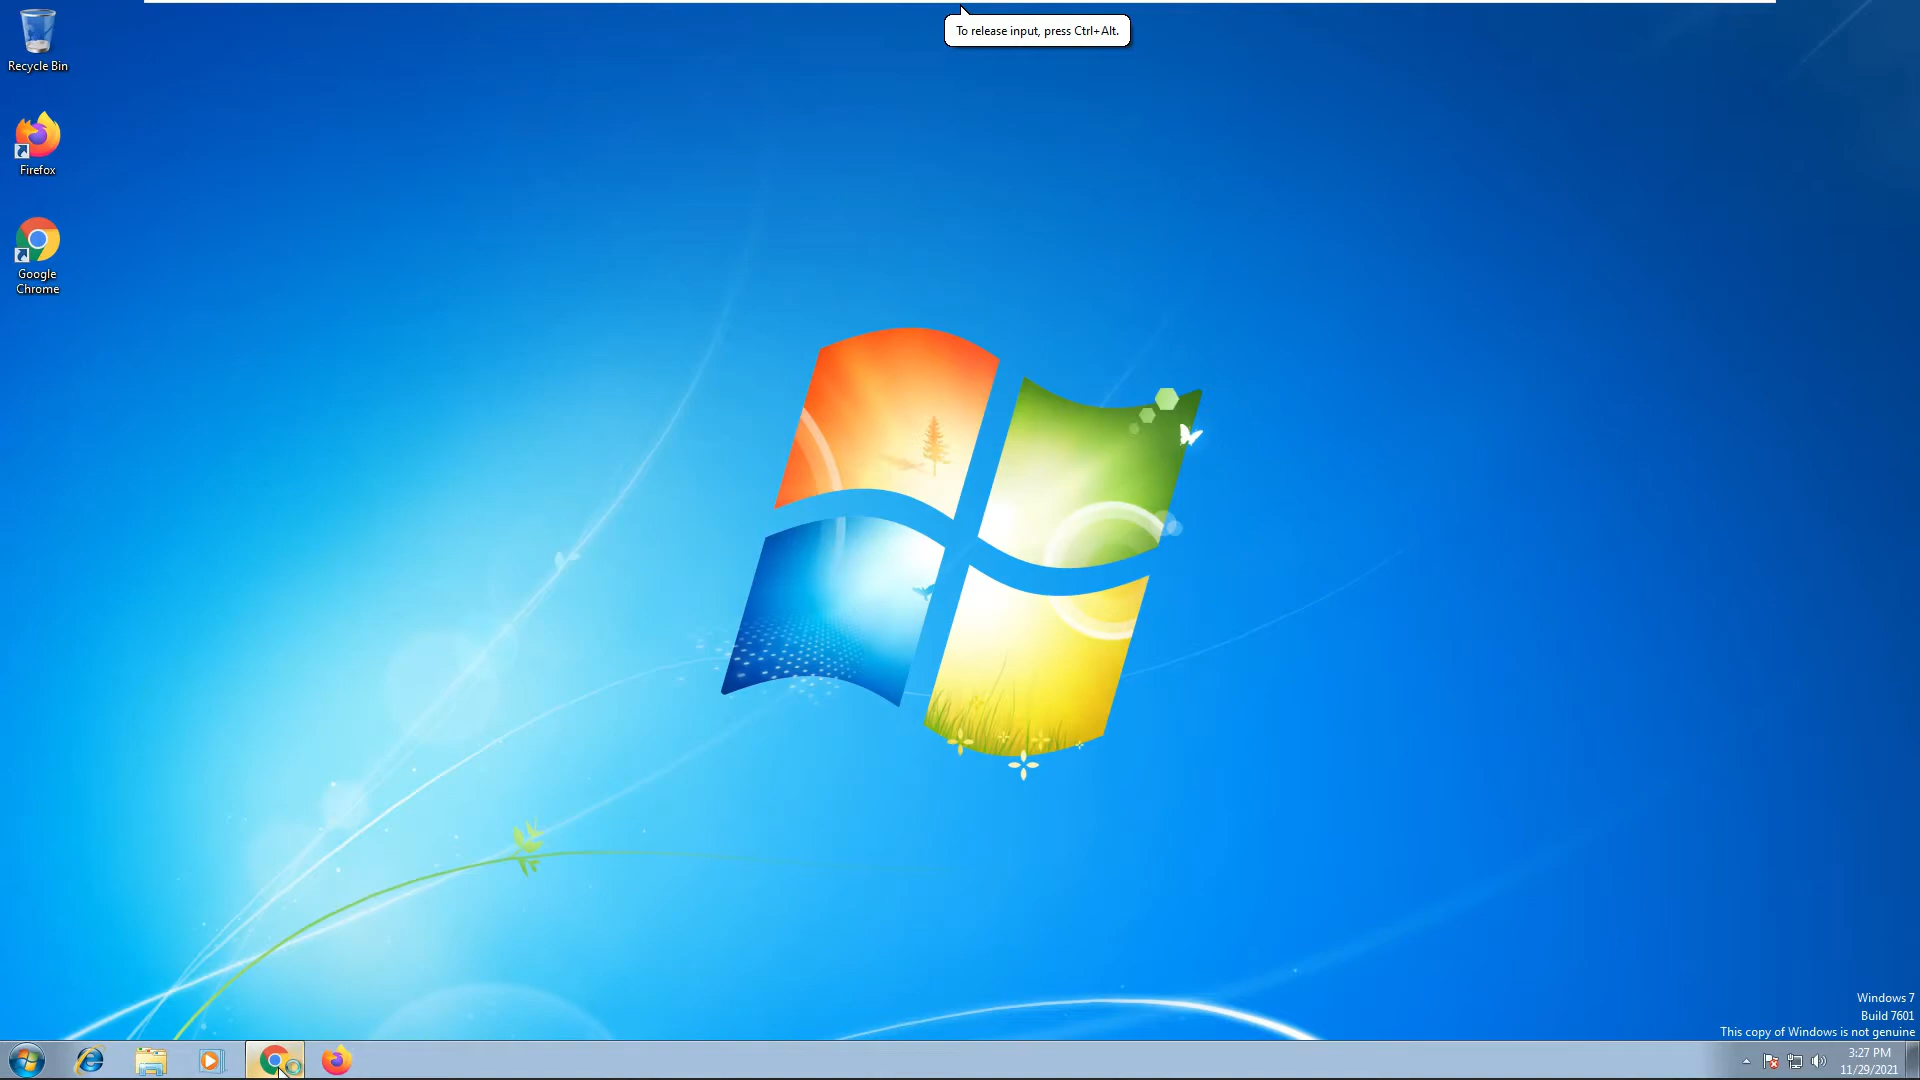 To release input, press Ctrl+Alt.
Recycle Bin
Firefox
Google
Chrome
Windows 7
Build 7601
This copy of Windows is not genuine
3:27 PM
11/29/2021